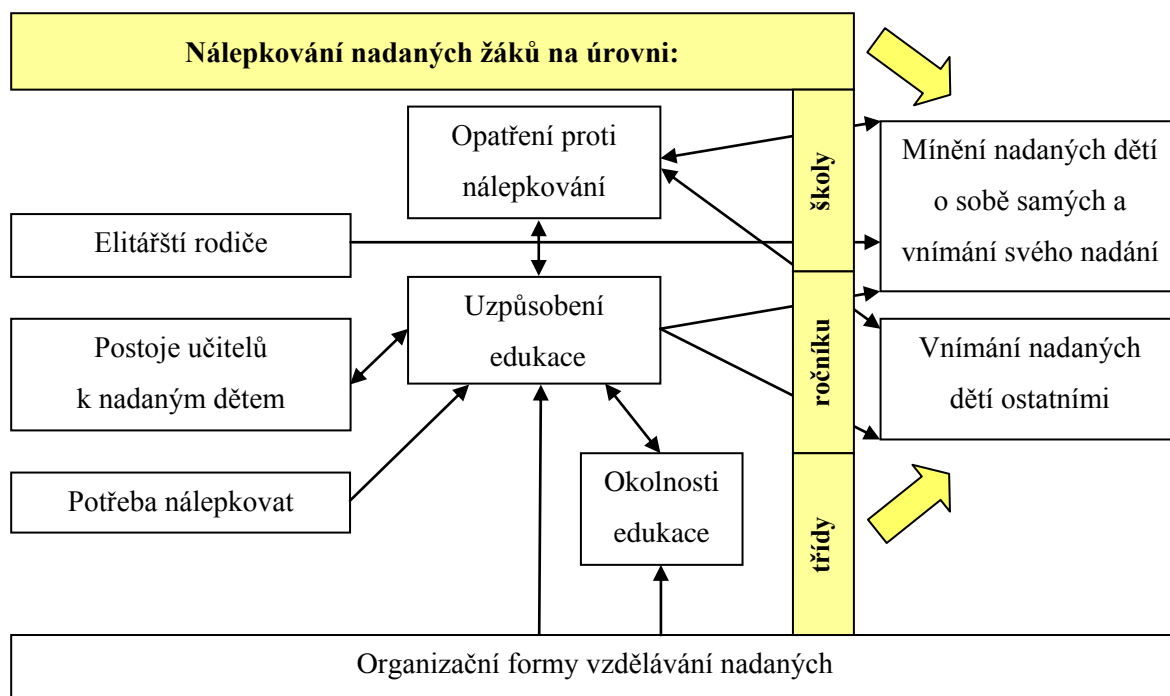 Nálepkování nadaných žáků na úrovni:
školy
ročníku
třídy
Opatření proti
nálepkování
Mínění nadaných dětí
o sobě samých a
vnímání svého nadání
Elitářští rodiče
Uzpůsobení
edukace
Postoje učitelů
k nadaným dětem
Vnímání nadaných
dětí ostatními
Potřeba nálepkovat
Okolnosti
edukace
Organizační formy vzdělávání nadaných